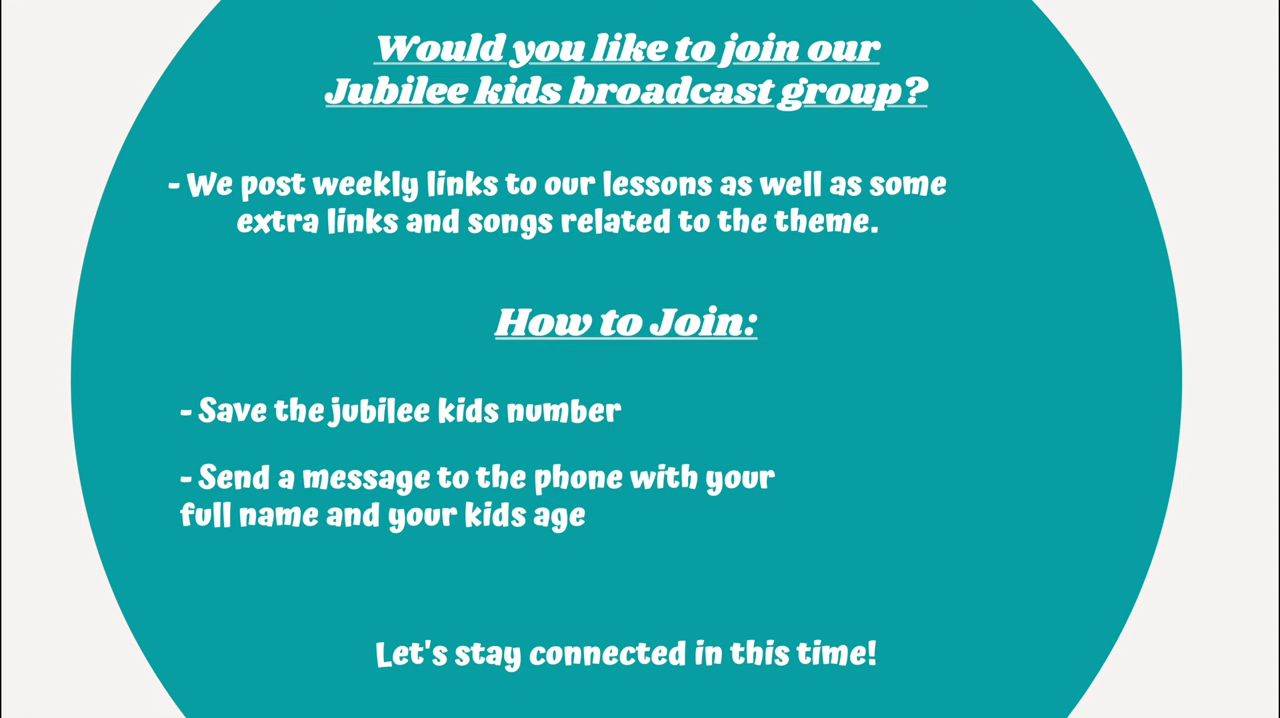 Would you like to join our
Jubilee kids broadcast group?
- We post weekly links to our lessons as well as some
extra links and songs related to the theme.
How to Join:
- Save the jubilee kids number
- Send a message to the phone with your
full name and your kids age
Let's stay connected in this time!